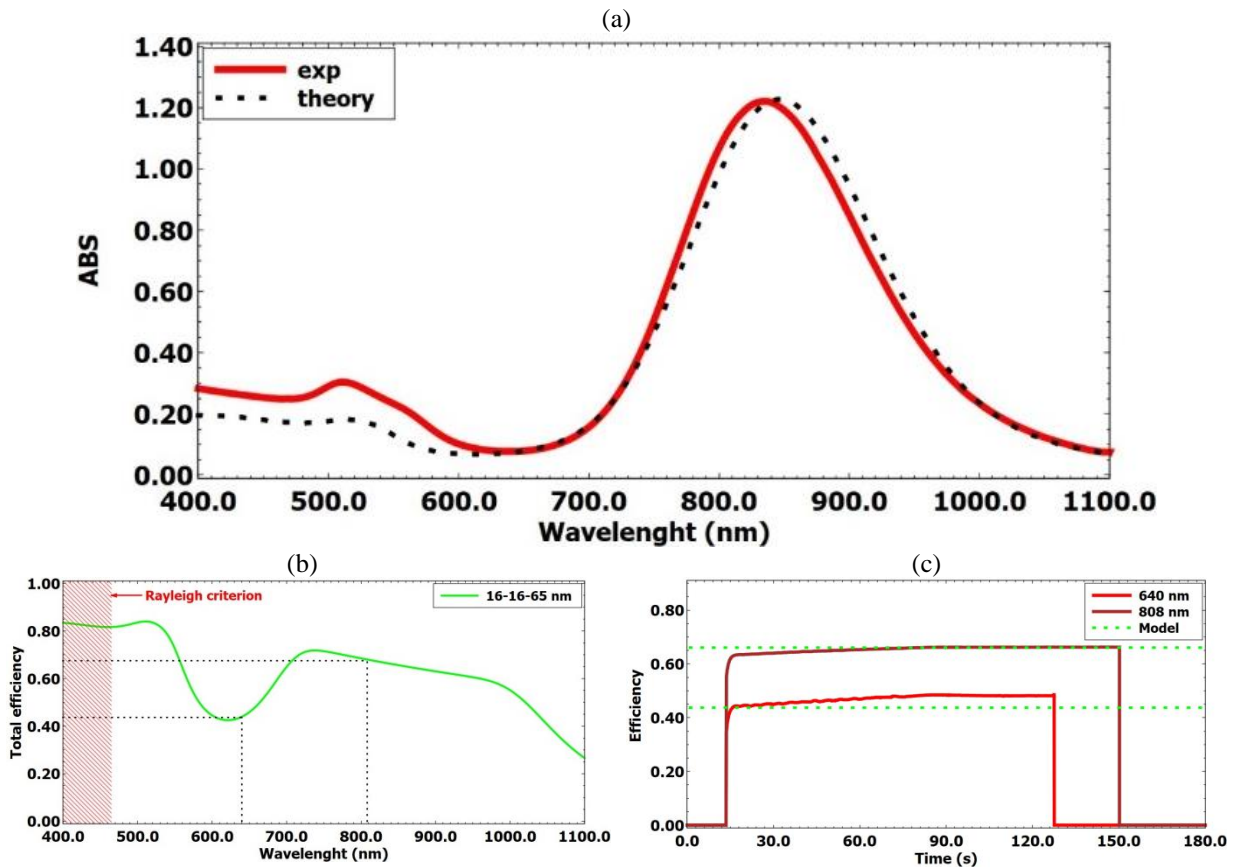 (a)
1.40
1.20
1.00
0.80
0.60
0.40
0.20
0.00
ABS
exp
theory
400.0 500.0 600.0 700.0 800.0 900.0 1000.0 1100.0
Wavelenght (nm)
(b)
1.00
0.80
0.60
0.40
0.20
0.00
Total efficiency
Rayleigh criterion
16-16-65 nm
400.0 500.0 600.0 700.0 800.0 900.0 1000.0 1100.0
Wavelenght (nm)
(c)
0.80
0.60
0.40
0.20
0.00
Efficiency
640 nm
808 nm
Model
0.0 30.0 60.0 90.0 120.0 150.0 180.0
Time (s)